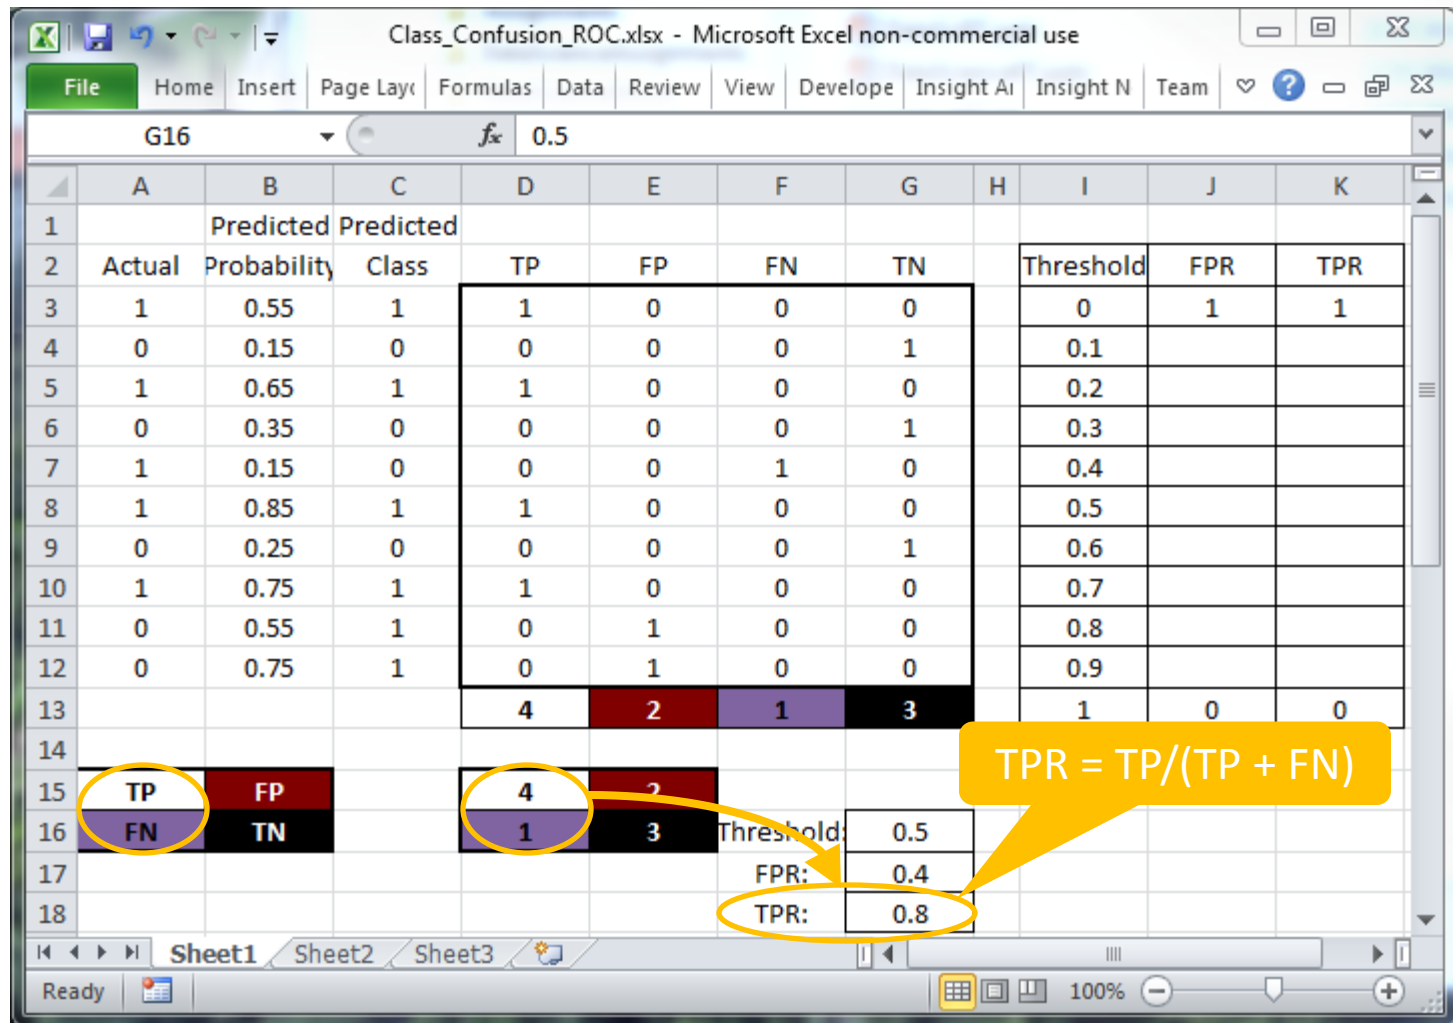 Class_Confusion_ROC.xlsx - Microsoft Excel non-commercial use
File Home Insert Page Layo Formulas Data Review View Develope Insight Ai Insight N Team
G16 fx 0.5
A B C D E F G H I J K
1 Predicted Predicted
2 Actual Probability Class TP FP FN TN Threshold FPR TPR
3 1 0.55 1 1 0 0 0 0 1 1
4 0 0.15 0 0 0 0 1 0.1
5 1 0.65 1 1 0 0 0 0.2
6 0 0.35 0 0 0 0 1 0.3
7 1 0.15 0 0 0 1 0 0.4
8 1 0.85 1 1 0 0 0 0.5
9 0 0.25 0 0 0 0 1 0.6
10 1 0.75 1 1 0 0 0 0.7
11 0 0.55 1 0 1 0 0 0.8
12 0 0.75 1 0 1 0 0 0.9
13 4 2 1 3 1 0 0
14
TPR = TP/(TP + FN)
15 TP FP 4 2
16 FN TN 1 3 Threshold: 0.5
17 FPR: 0.4
18 TPR: 0.8
Sheet1 Sheet2 Sheet3
Ready 100%